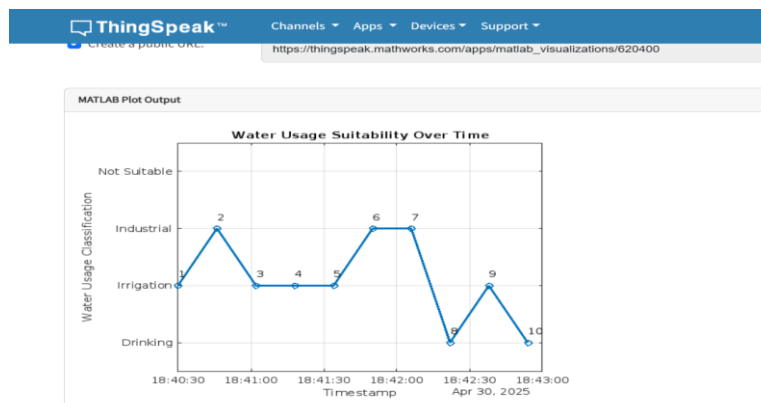 ThingSpeak™ Channels Apps Devices Support
Create a public URL:
https://thingspeak.mathworks.com/apps/matlab_visualizations/620400
MATLAB Plot Output
Water Usage Suitability Over Time
Water Usage Classification
Not Suitable
Industrial
Irrigation
Drinking
1
2
3
4
5
6
7
8
9
10
18:40:30 18:41:00 18:41:30 18:42:00 18:42:30 18:43:00
Timestamp
Apr 30, 2025